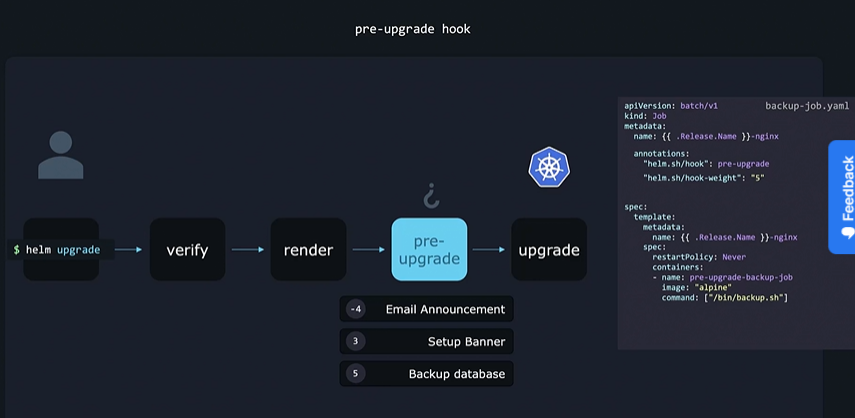 pre-upgrade hook
$ helm upgrade
verify
render
pre-
upgrade
upgrade
-4 Email Announcement
3 Setup Banner
5 Backup database
backup-job.yaml
apiVersion: batch/v1
kind: Job
metadata:
  name: {{ .Release.Name }}-nginx
  annotations:
    "helm.sh/hook": pre-upgrade
    "helm.sh/hook-weight": "5"
spec:
  template:
    metadata:
      name: {{ .Release.Name }}-nginx
    spec:
      restartPolicy: Never
      containers:
      - name: pre-upgrade-backup-job
        image: "alpine"
        command: ["/bin/backup.sh"]
Feedback